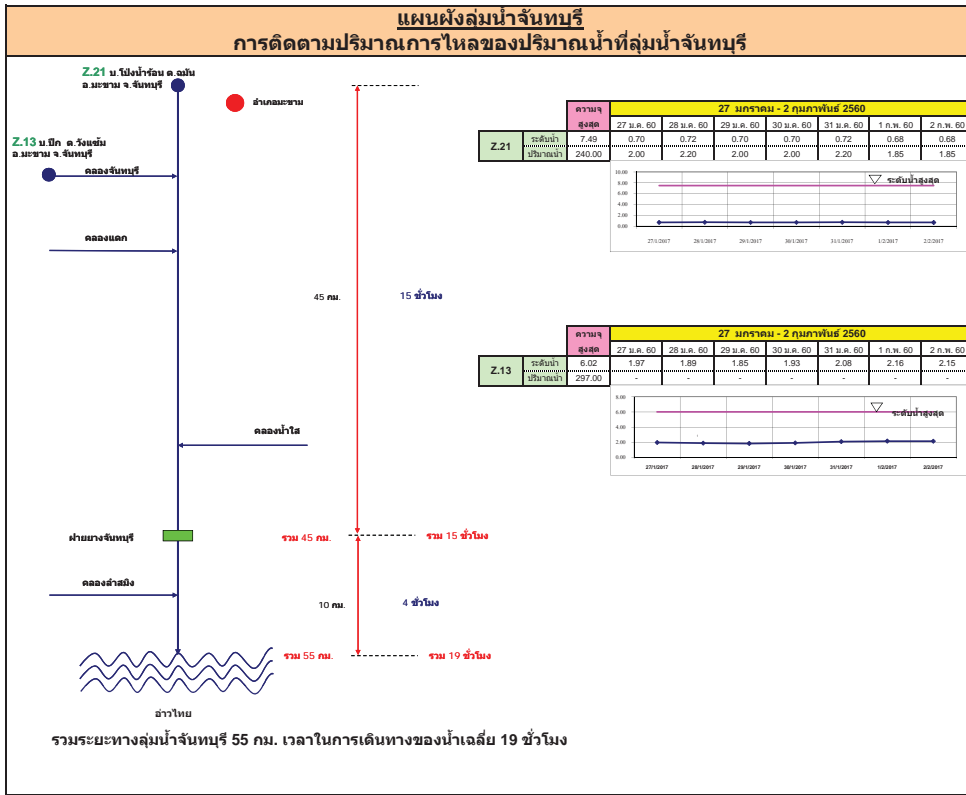 แผนผังลุ่มน้ำจันทบุรี
การติดตามปริมาณการไหลของปริมาณน้ำที่ลุ่มน้ำจันทบุรี
Z.21 บ.โป่งน้ำร้อน ต.ฉมัน
อ.มะขาม จ.จันทบุรี
อำเภอมะขาม
Z.13 บ.ปึก ต.วังแซ้ม
อ.มะขาม จ.จันทบุรี
คลองจันทบุรี
คลองแตก
45 กม.
15 ชั่วโมง
คลองน้ำใส
ฝายยางจันทบุรี
รวม 45 กม.
รวม 15 ชั่วโมง
คลองลำสมิง
10 กม.
4 ชั่วโมง
รวม 55 กม.
รวม 19 ชั่วโมง
อ่าวไทย
รวมระยะทางลุ่มน้ำจันทบุรี 55 กม. เวลาในการเดินทางของน้ำเฉลี่ย 19 ชั่วโมง
ความจุ 27 มกราคม - 2 กุมภาพันธ์ 2560
สูงสุด 27 ม.ค. 60 28 ม.ค. 60 29 ม.ค. 60 30 ม.ค. 60 31 ม.ค. 60 1 ก.พ. 60 2 ก.พ. 60
Z.21
ระดับน้ำ 7.49 0.70 0.72 0.70 0.70 0.72 0.68 0.68
ปริมาณน้ำ 240.00 2.00 2.20 2.00 2.00 2.20 1.85 1.85
10.00
8.00
6.00
4.00
2.00
0.00
ระดับน้ำสูงสุด
27/1/2017 28/1/2017 29/1/2017 30/1/2017 31/1/2017 1/2/2017 2/2/2017
ความจุ 27 มกราคม - 2 กุมภาพันธ์ 2560
สูงสุด 27 ม.ค. 60 28 ม.ค. 60 29 ม.ค. 60 30 ม.ค. 60 31 ม.ค. 60 1 ก.พ. 60 2 ก.พ. 60
Z.13
ระดับน้ำ 6.02 1.97 1.89 1.85 1.93 2.08 2.16 2.15
ปริมาณน้ำ 297.00 - - - - - - -
8.00
6.00
4.00
2.00
0.00
ระดับน้ำสูงสุด
27/1/2017 28/1/2017 29/1/2017 30/1/2017 31/1/2017 1/2/2017 2/2/2017